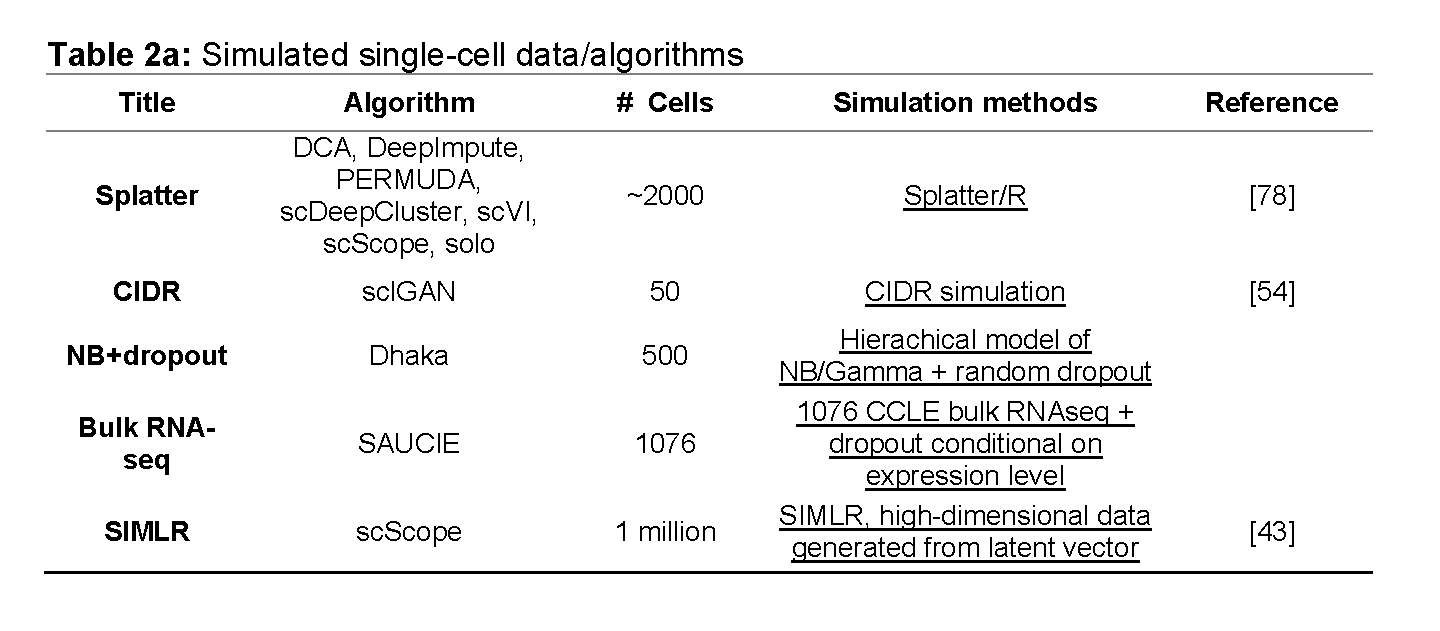 Table 2a: Simulated single-cell data/algorithms
Title Algorithm # Cells Simulation methods Reference
DCA, DeepImpute,
PERMUDA,
Splatter scDeepCluster, scVI, ~2000 Splatter/R [78]
scScope, solo
CIDR scIGAN 50 CIDR simulation [54]
Hierachical model of
NB+dropout Dhaka 500 NB/Gamma + random dropout
1076 CCLE bulk RNAseq +
Bulk RNA-
seq SAUCIE 1076 dropout conditional on
expression level
SIMLR scScope 1 million SIMLR, high-dimensional data [43]
generated from latent vector